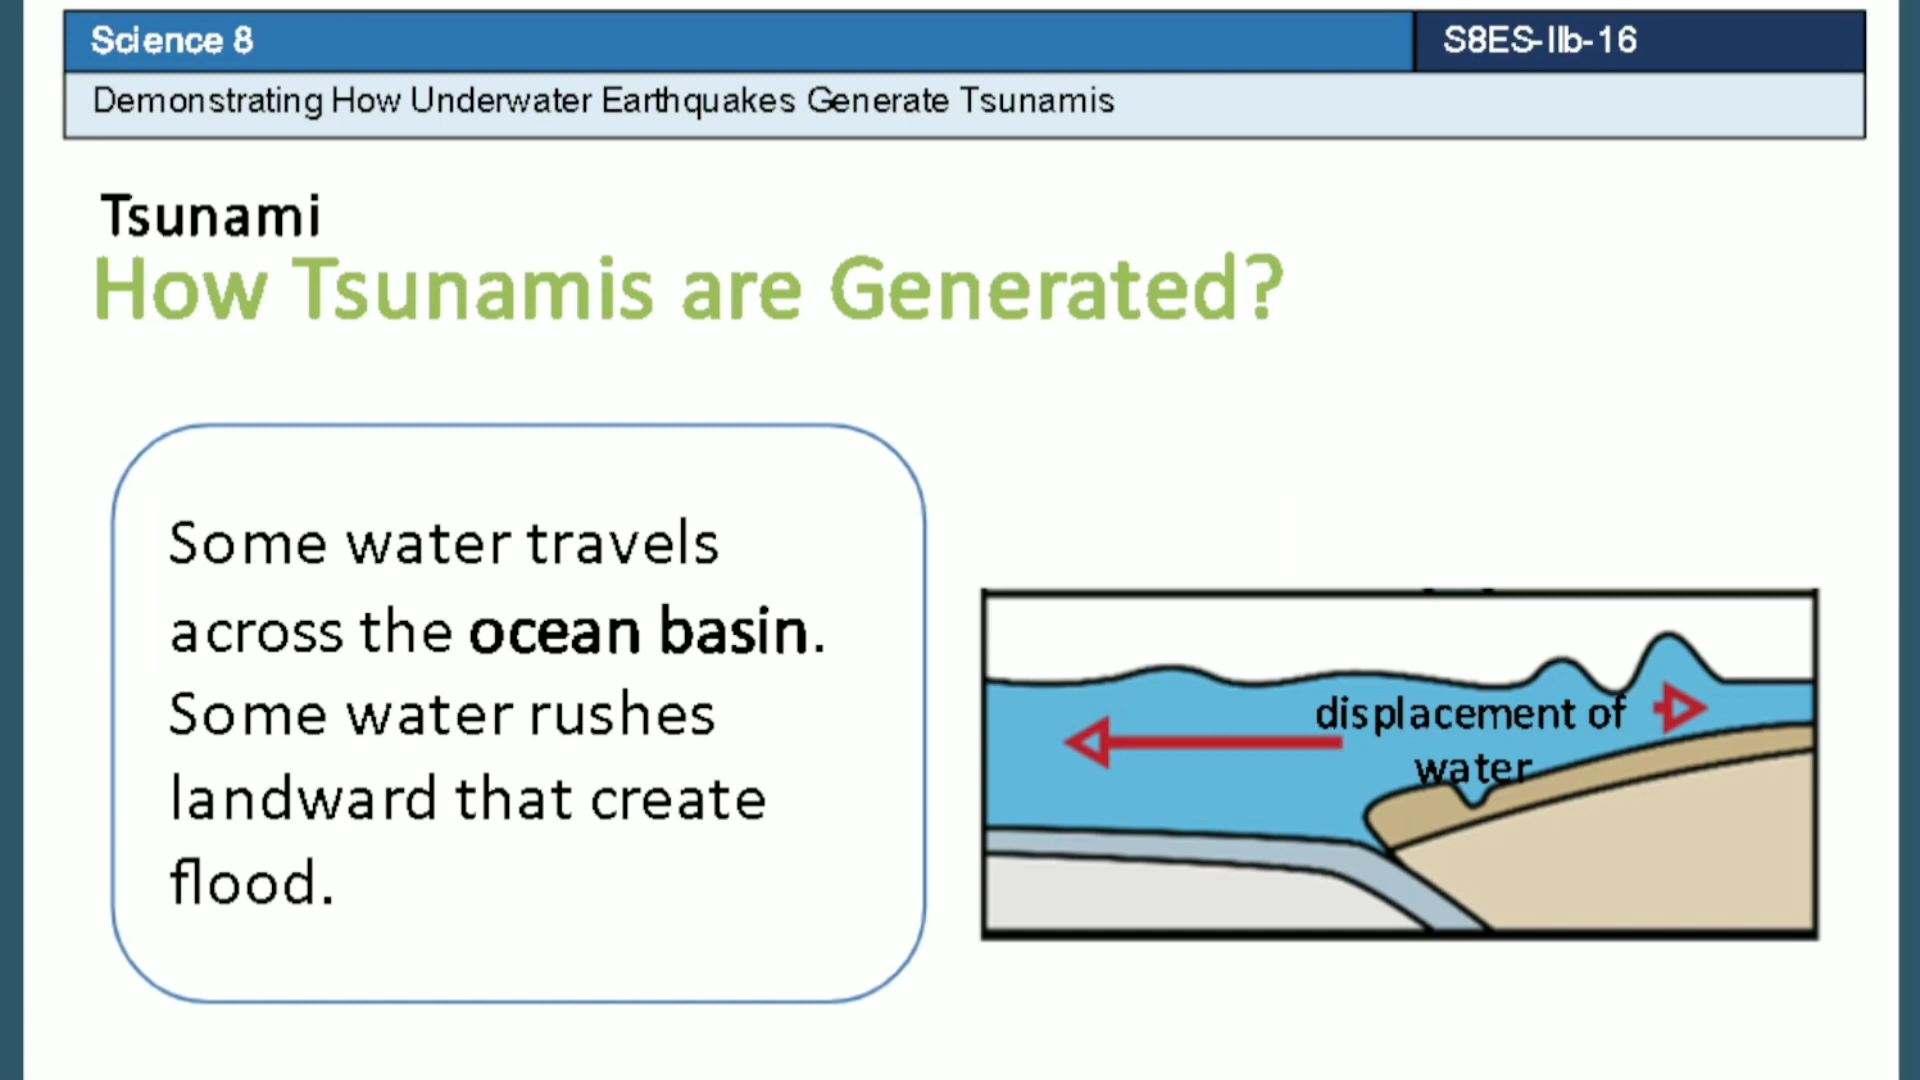 Science 8
S8ES-IIb-16
Demonstrating How Underwater Earthquakes Generate Tsunamis
Tsunami
How Tsunamis are Generated?
Some water travels
across the ocean basin.
Some water rushes
landward that create
flood.
displacement of
water